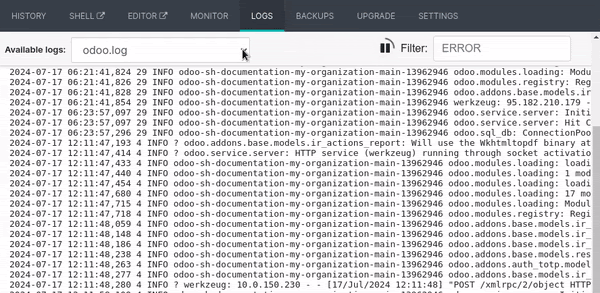 HISTORY SHELL EDITOR MONITOR LOGS BACKUPS UPGRADE SETTINGS
Available logs: odoo.log Filter: ERROR
2024-07-17 06:21:41,824 29 INFO odoo-sh-documentation-my-organization-main-13962946 odoo.modules.loading: Modu
2024-07-17 06:21:41,826 29 INFO odoo-sh-documentation-my-organization-main-13962946 odoo.modules.registry: Reg
2024-07-17 06:21:41,828 29 INFO odoo-sh-documentation-my-organization-main-13962946 odoo.addons.base.models.ir
2024-07-17 06:21:41,854 29 INFO odoo-sh-documentation-my-organization-main-13962946 werkzeug: 95.182.210.179 -
2024-07-17 06:23:57,097 29 INFO odoo-sh-documentation-my-organization-main-13962946 odoo.service.server: Initi
2024-07-17 06:23:57,097 29 INFO odoo-sh-documentation-my-organization-main-13962946 odoo.service.server: Hit C
2024-07-17 06:23:57,296 29 INFO odoo-sh-documentation-my-organization-main-13962946 odoo.sql_db: ConnectionPoo
2024-07-17 12:11:47,193 4 INFO ? odoo.addons.base.models.ir_actions_report: Will use the Wkhtmltopdf binary at
2024-07-17 12:11:47,414 4 INFO ? odoo.service.server: HTTP service (werkzeug) running through socket activatio
2024-07-17 12:11:47,433 4 INFO odoo-sh-documentation-my-organization-main-13962946 odoo.modules.loading: loadi
2024-07-17 12:11:47,440 4 INFO odoo-sh-documentation-my-organization-main-13962946 odoo.modules.loading: 1 mod
2024-07-17 12:11:47,454 4 INFO odoo-sh-documentation-my-organization-main-13962946 odoo.modules.loading: loadi
2024-07-17 12:11:47,680 4 INFO odoo-sh-documentation-my-organization-main-13962946 odoo.modules.loading: 17 mo
2024-07-17 12:11:47,715 4 INFO odoo-sh-documentation-my-organization-main-13962946 odoo.modules.loading: Modul
2024-07-17 12:11:47,718 4 INFO odoo-sh-documentation-my-organization-main-13962946 odoo.modules.registry: Regi
2024-07-17 12:11:48,059 4 INFO odoo-sh-documentation-my-organization-main-13962946 odoo.addons.base.models.ir_
2024-07-17 12:11:48,148 4 INFO odoo-sh-documentation-my-organization-main-13962946 odoo.addons.base.models.ir_
2024-07-17 12:11:48,186 4 INFO odoo-sh-documentation-my-organization-main-13962946 odoo.addons.base.models.ir_
2024-07-17 12:11:48,238 4 INFO odoo-sh-documentation-my-organization-main-13962946 odoo.addons.base.models.res
2024-07-17 12:11:48,263 4 INFO odoo-sh-documentation-my-organization-main-13962946 odoo.addons.auth_totp.model
2024-07-17 12:11:48,277 4 INFO odoo-sh-documentation-my-organization-main-13962946 odoo.addons.base.models.ir_
2024-07-17 12:11:48,280 4 INFO ? werkzeug: 10.0.150.230 - - [17/Jul/2024 12:11:48] "POST /xmlrpc/2/object HTTP